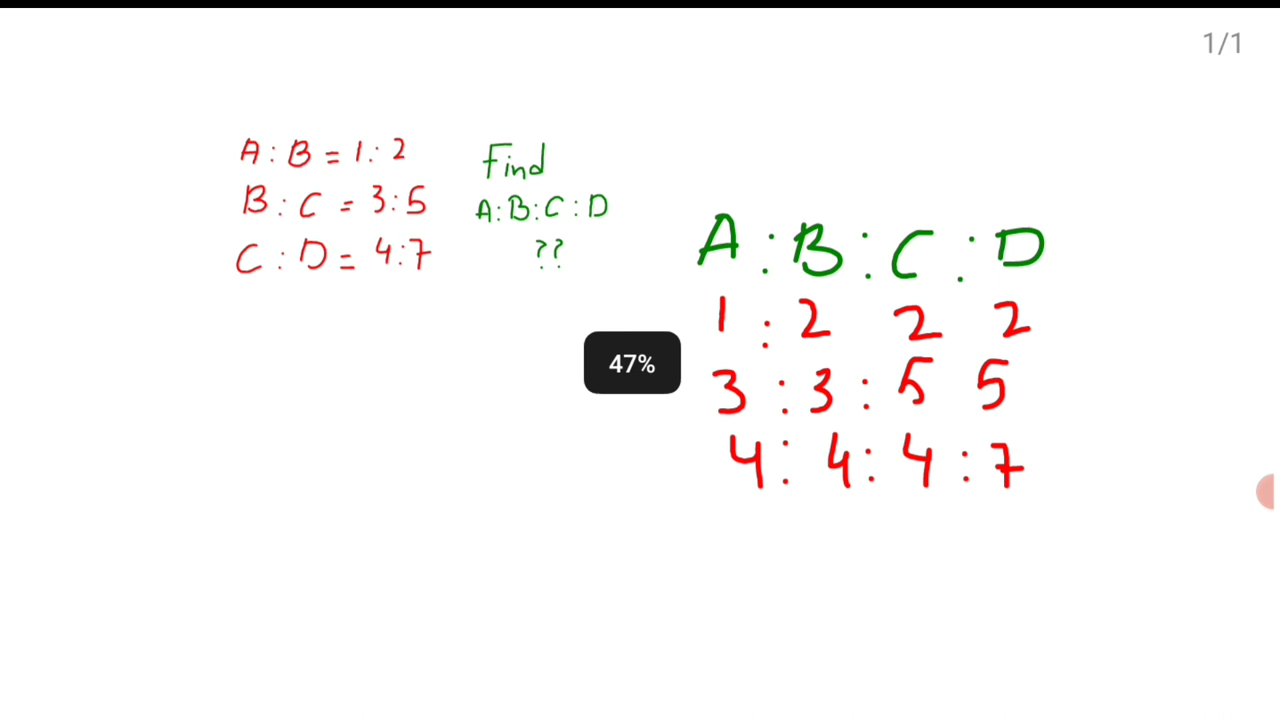 1/1
A : B = 1 : 2
B : C = 3 : 5
C : D = 4 : 7
Find
A : B : C : D
??
A : B : C : D
1 : 2 2 2
3 : 3 : 5 5
4 : 4 : 4 : 7
47%